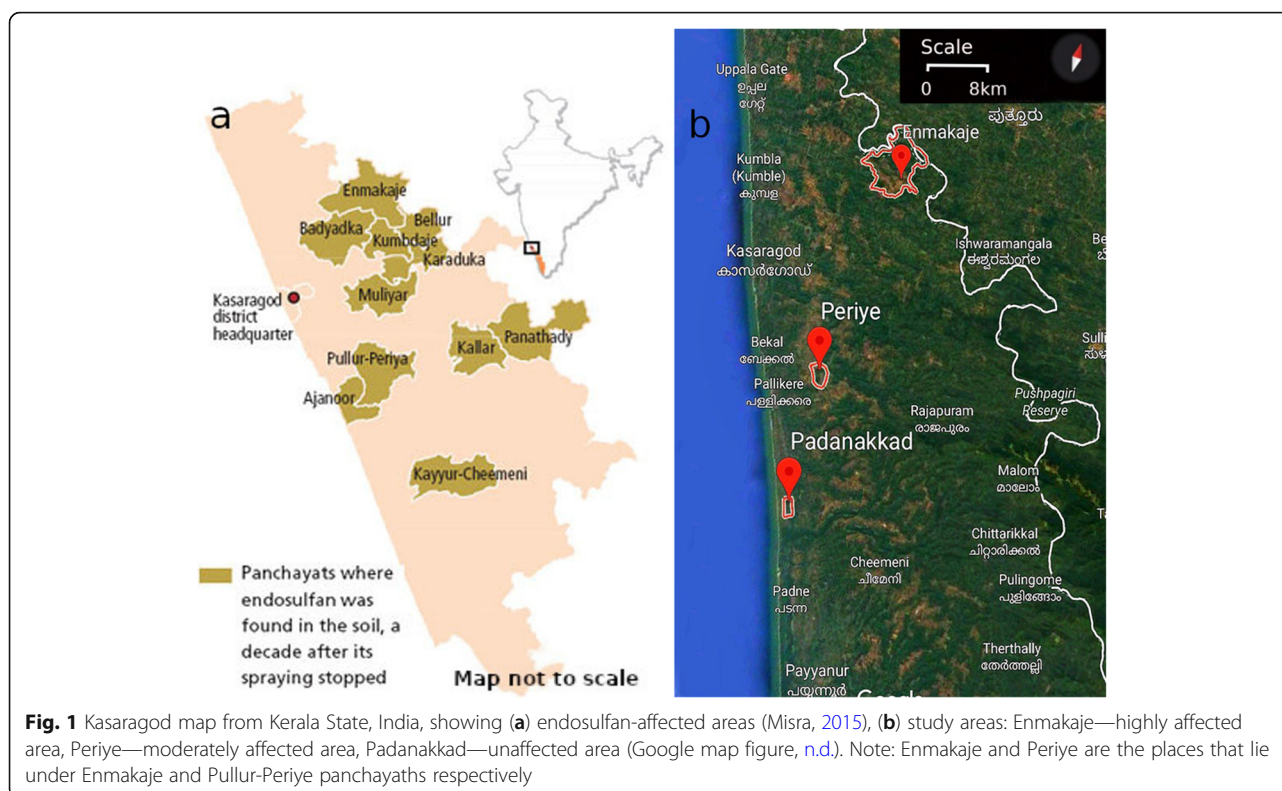 a
Enmakaje
Bellur
Badyadka
Kumbdaje
Karaduka
Muliyar
Kasaragod
district
headquarter
Panathady
Kallar
Pullur-Periya
Ajanoor
Kayyur-Cheemeni
Panchayats where
endosulfan was
found in the soil, a
decade after its
spraying stopped
Map not to scale
b
Scale
0 8km
Uppala Gate
ഉപ്പല
ഗേറ്റ്
ಪುತ್ತೂರು
Enmakaje
Kumbla
(Kumble)
കുമ്പള
Ishwaramangala
ಈಶ್ವರಮಂಗಲ
Kasaragod
കാസർഗോഡ്
Periye
Bekal
ബേക്കൽ
Pallikere
പള്ളിക്കരെ
Pushpagiri
Reserve
Rajapuram
രാജപുരം
Padanakkad
Malom
മാലോം
Chittarikkal
ചിറ്റാരിക്കൽ
Cheemeni
ചീമേനി
Pulingome
പുളിങ്ങോം
Padne
പടന്ന
Therthally
തേർത്തല്ലി
Payyanur
പയ്യന്നൂർ
Fig. 1 Kasaragod map from Kerala State, India, showing (a) endosulfan-affected areas (Misra, 2015), (b) study areas: Enmakaje—highly affected
area, Periye—moderately affected area, Padanakkad—unaffected area (Google map figure, n.d.). Note: Enmakaje and Periye are the places that lie
under Enmakaje and Pullur-Periye panchayaths respectively